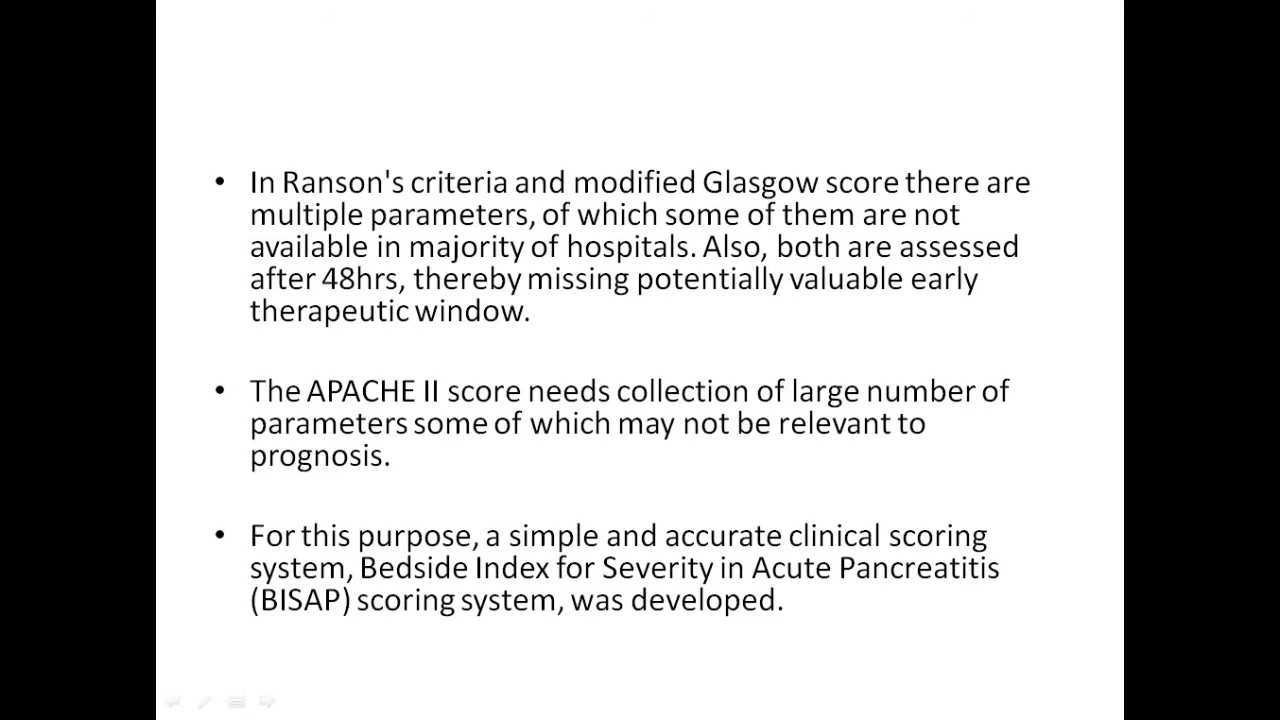 • In Ranson's criteria and modified Glasgow score there are
multiple parameters, of which some of them are not
available in majority of hospitals. Also, both are assessed
after 48hrs, thereby missing potentially valuable early
therapeutic window.
• The APACHE II score needs collection of large number of
parameters some of which may not be relevant to
prognosis.
• For this purpose, a simple and accurate clinical scoring
system, Bedside Index for Severity in Acute Pancreatitis
(BISAP) scoring system, was developed.